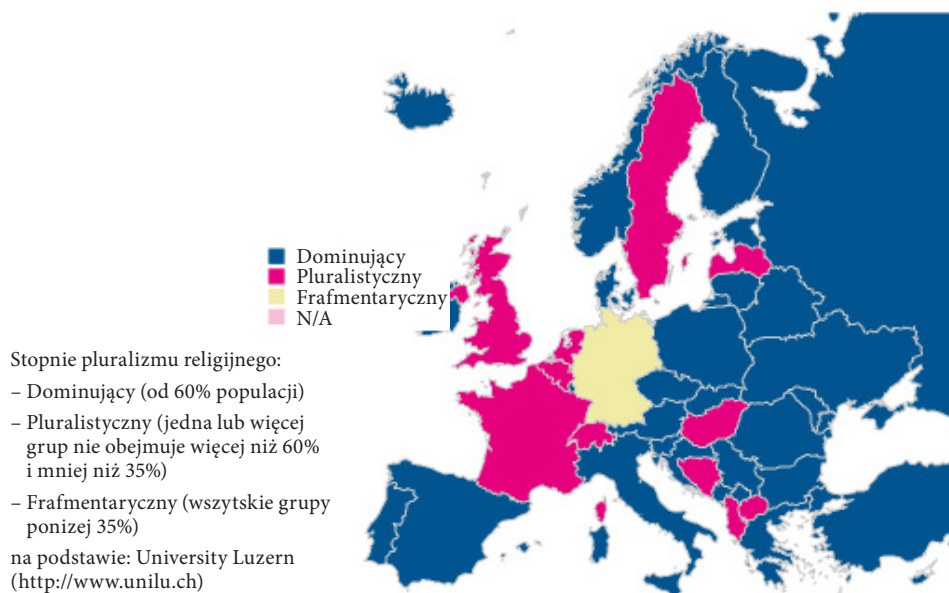 Dominujący
Pluralistyczny
Frafmentaryczny
N/A
Stopnie pluralizmu religijnego:
– Dominujący (od 60% populacji)
– Pluralistyczny (jedna lub więcej
grup nie obejmuje więcej niż 60%
i mniej niż 35%)
– Frafmentaryczny (wszytskie grupy
ponizej 35%)
na podstawie: University Luzern
(http://www.unilu.ch)